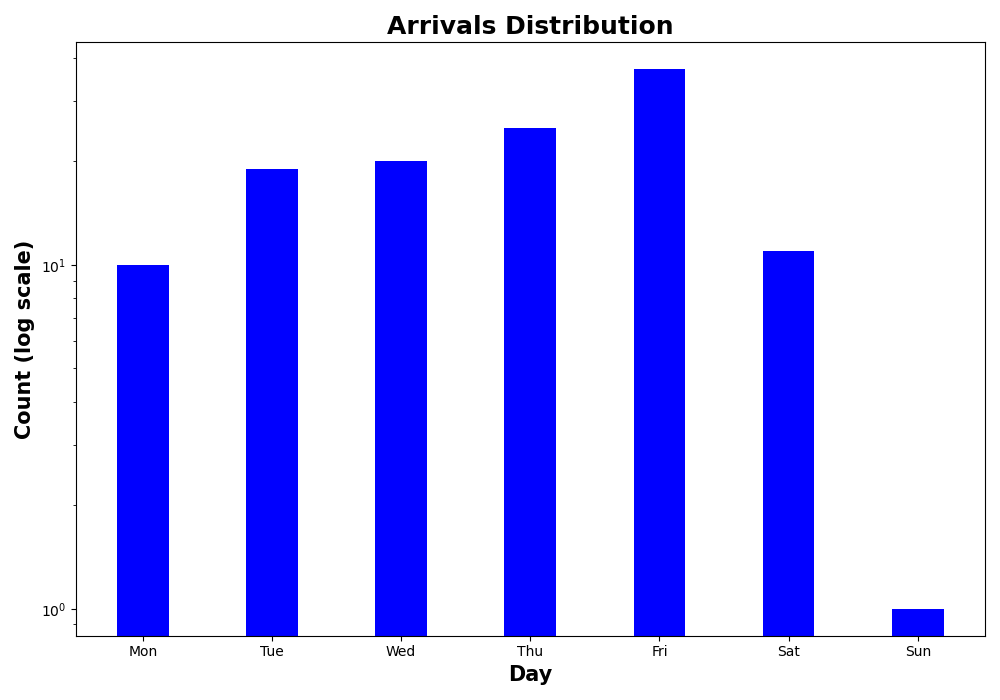 Arrivals Distribution
Count (log scale)
10¹
10⁰
Mon Tue Wed Thu Fri Sat Sun
Day